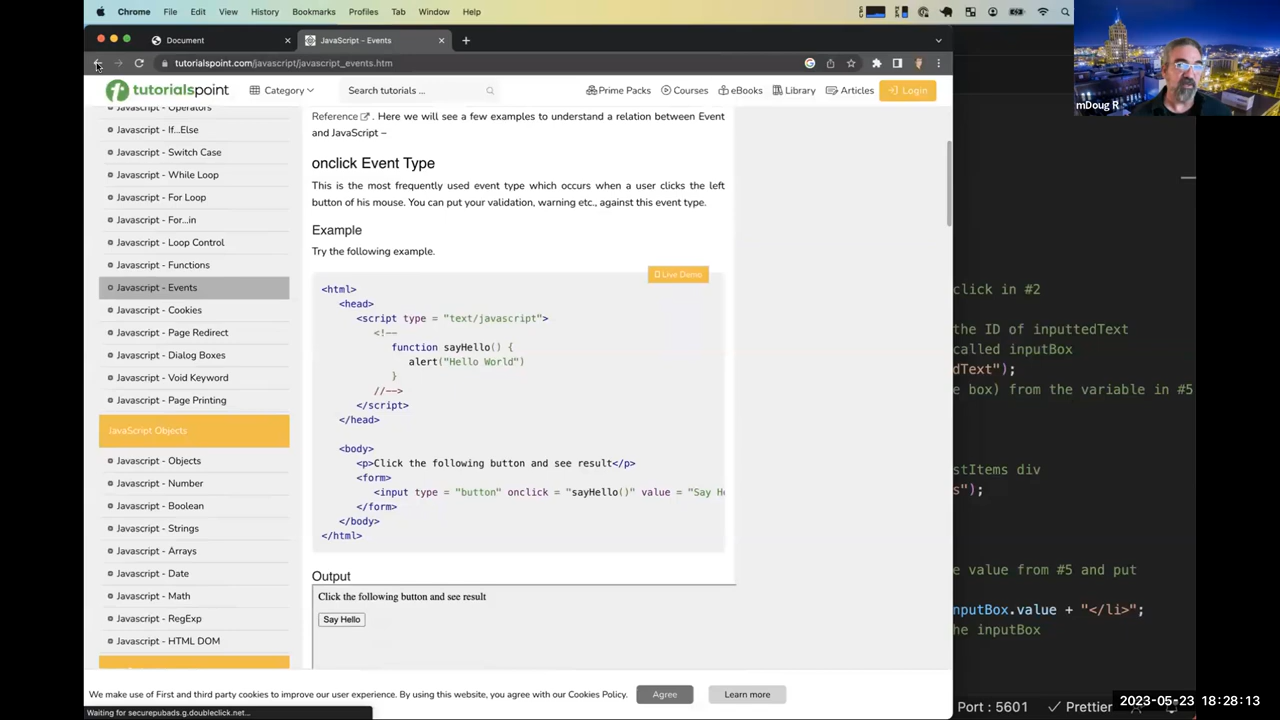 Chrome File Edit View History Bookmarks Profiles Tab Window Help
Document
JavaScript - Events
tutorialspoint.com/javascript/javascript_events.htm
tutorialspoint
Category
Search tutorials ...
Prime Packs
Courses
eBooks
Library
Articles
Login
Javascript - Operators
Javascript - If...Else
Javascript - Switch Case
Javascript - While Loop
Javascript - For Loop
Javascript - For...in
Javascript - Loop Control
Javascript - Functions
Javascript - Events
Javascript - Cookies
Javascript - Page Redirect
Javascript - Dialog Boxes
Javascript - Void Keyword
Javascript - Page Printing
JavaScript Objects
Javascript - Objects
Javascript - Number
Javascript - Boolean
Javascript - Strings
Javascript - Arrays
Javascript - Date
Javascript - Math
Javascript - RegExp
Javascript - HTML DOM
Reference . Here we will see a few examples to understand a relation between Event
and JavaScript −
onclick Event Type
This is the most frequently used event type which occurs when a user clicks the left
button of his mouse. You can put your validation, warning etc., against this event type.
Example
Try the following example.
Live Demo
<html>
<head>
<script type = "text/javascript">
<!--
function sayHello() {
alert("Hello World")
}
//-->
</script>
</head>
<body>
<p>Click the following button and see result</p>
<form>
<input type = "button" onclick = "sayHello()" value = "Say He
</form>
</body>
</html>
Output
Click the following button and see result
Say Hello
We make use of First and third party cookies to improve our user experience. By using this website, you agree with our Cookies Policy.
Agree
Learn more
Waiting for securepubads.g.doubleclick.net...
mDoug R
click in #2
the ID of inputtedText
called inputBox
dText");
e box) from the variable in #5
stItems div
s");
e value from #5 and put
nputBox.value + "</li>";
he inputBox
Port : 5601
Prettier
2023-05-23 18:28:13